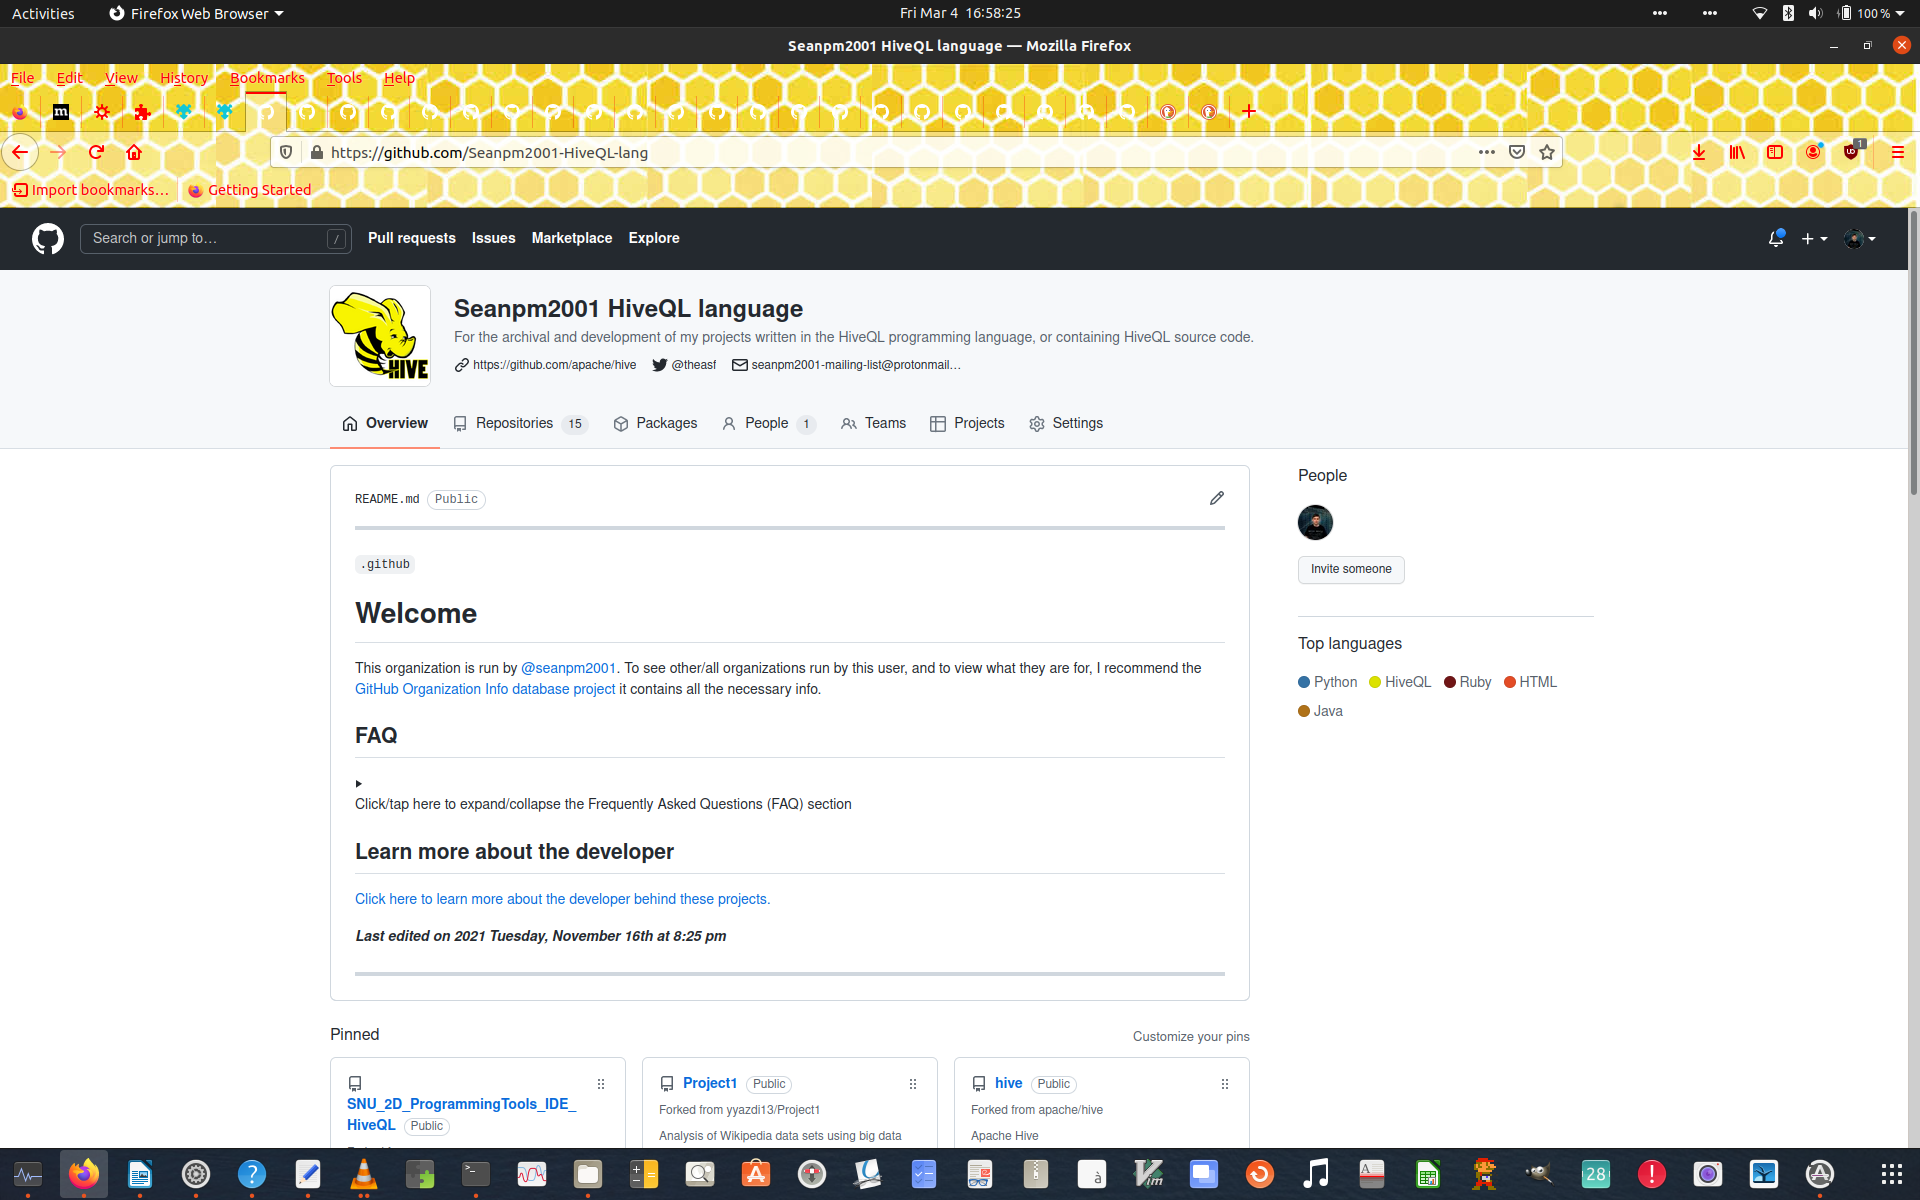 Activities
Firefox Web Browser
Fri Mar 4 16:58:25
100 %
Seanpm2001 HiveQL language — Mozilla Firefox
File Edit View History Bookmarks Tools Help
https://github.com/Seanpm2001-HiveQL-lang
1
Import bookmarks…
Getting Started
Search or jump to…
/
Pull requests Issues Marketplace Explore
HIVE
Seanpm2001 HiveQL language
For the archival and development of my projects written in the HiveQL programming language, or containing HiveQL source code.
https://github.com/apache/hive @theasf seanpm2001-mailing-list@protonmail…
Overview Repositories 15 Packages People 1 Teams Projects Settings
README.md Public
.github
Welcome
This organization is run by @seanpm2001. To see other/all organizations run by this user, and to view what they are for, I recommend the
GitHub Organization Info database project it contains all the necessary info.
FAQ
Click/tap here to expand/collapse the Frequently Asked Questions (FAQ) section
Learn more about the developer
Click here to learn more about the developer behind these projects.
Last edited on 2021 Tuesday, November 16th at 8:25 pm
People
Invite someone
Top languages
Python HiveQL Ruby HTML
Java
Pinned
Customize your pins
SNU_2D_ProgrammingTools_IDE_
HiveQL Public
Project1 Public
Forked from yyazdi13/Project1
Analysis of Wikipedia data sets using big data
hive Public
Forked from apache/hive
Apache Hive
28